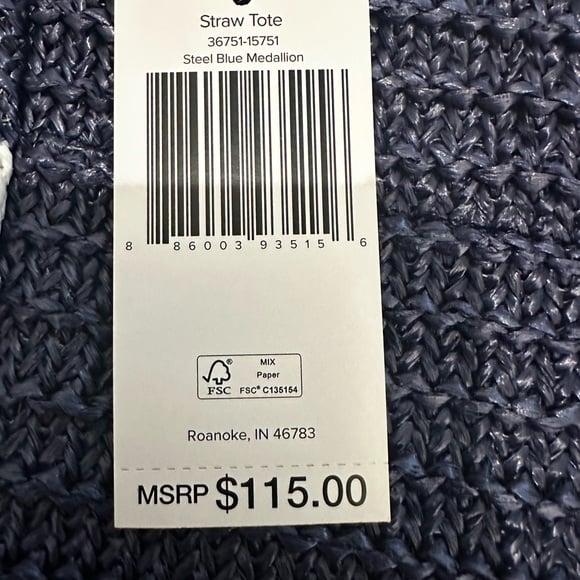 Straw Tote
36751-15751
Steel Blue Medallion
8 86003 93515 6
FSC®
MIX
Paper
FSC® C135154
Roanoke, IN 46783
MSRP $115.00